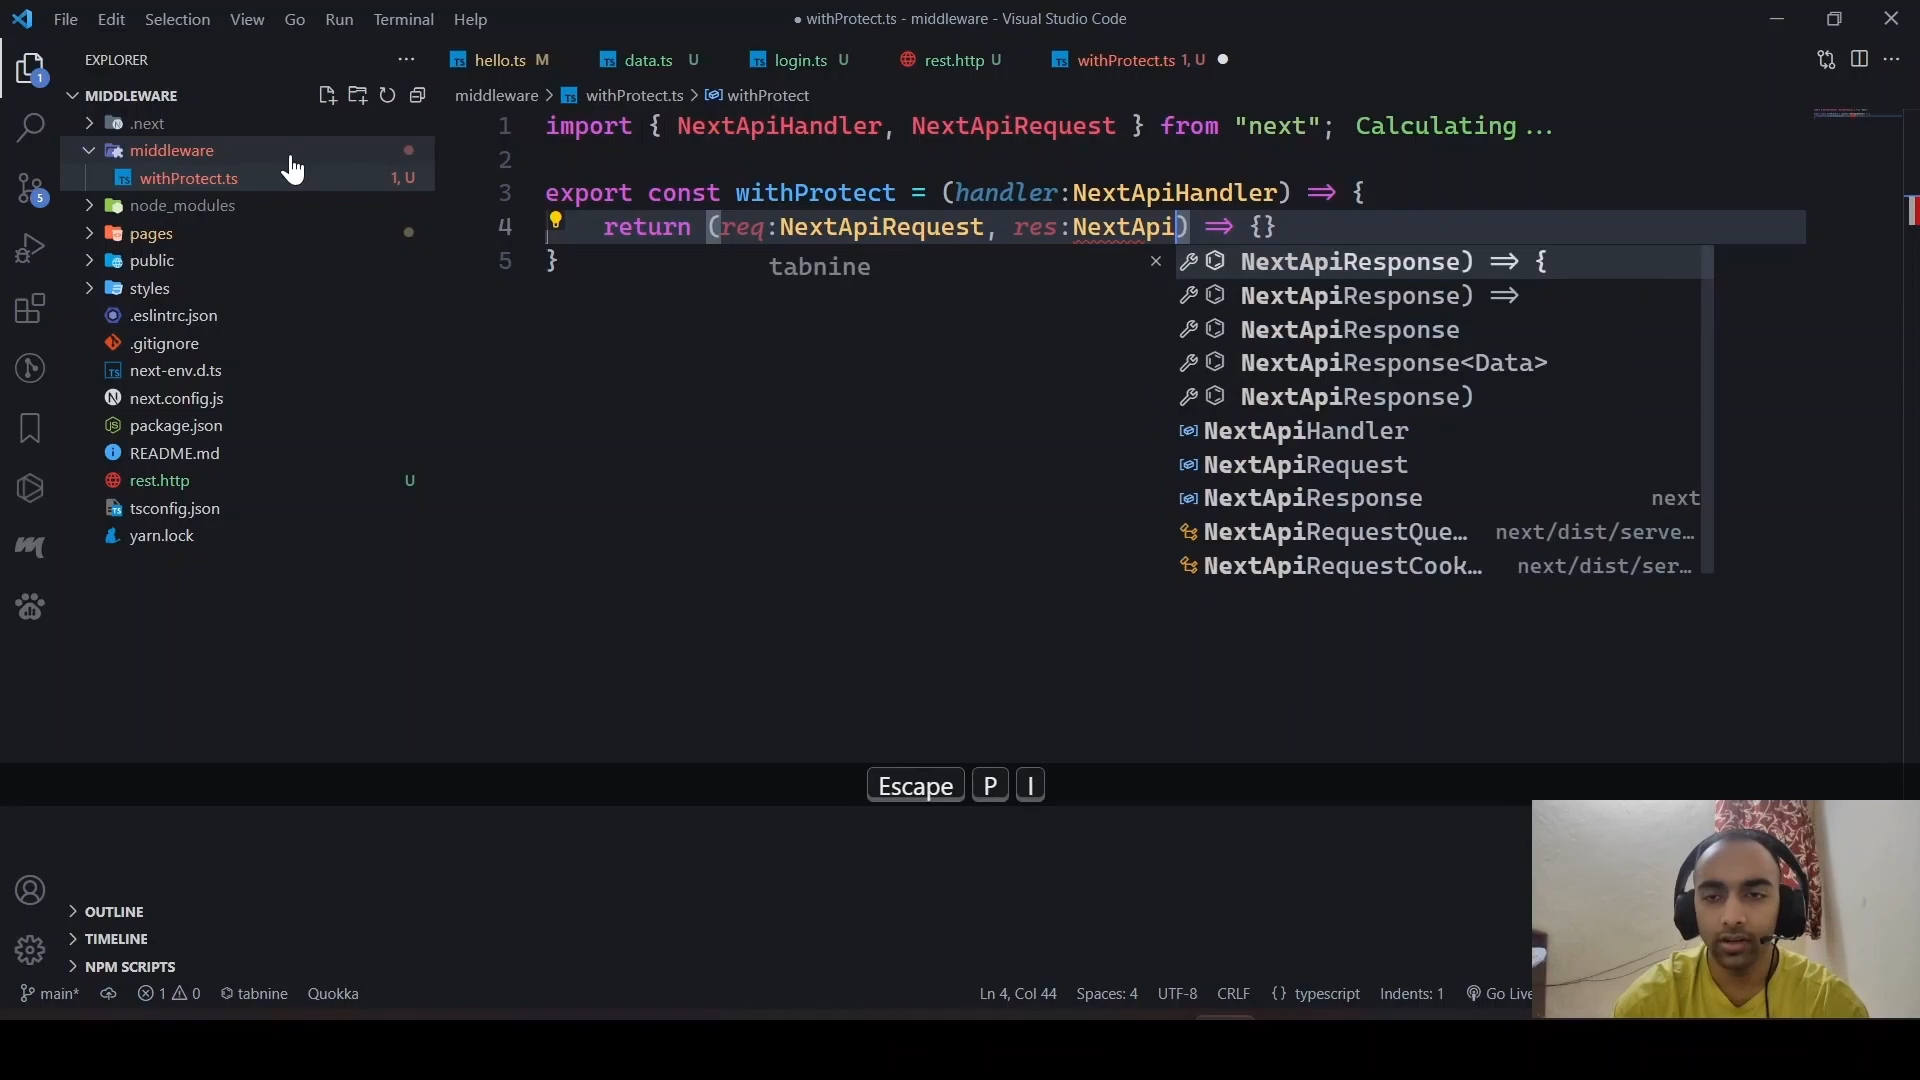 File Edit Selection View Go Run Terminal Help
● withProtect.ts - middleware - Visual Studio Code
EXPLORER
hello.ts M
data.ts U
login.ts U
rest.http U
withProtect.ts 1, U
MIDDLEWARE
middleware > withProtect.ts > withProtect
.next
middleware
withProtect.ts 1, U
node_modules
pages
public
styles
.eslintrc.json
.gitignore
next-env.d.ts
next.config.js
package.json
README.md
rest.http U
tsconfig.json
yarn.lock
1 import { NextApiHandler, NextApiRequest } from "next"; Calculating...
2
3 export const withProtect = (handler:NextApiHandler) => {
4 return (req:NextApiRequest, res:NextApi) => {}
5 }
tabnine
NextApiResponse) => {
NextApiResponse) =>
NextApiResponse
NextApiResponse<Data>
NextApiResponse)
NextApiHandler
NextApiRequest
NextApiResponse next
NextApiRequestQue… next/dist/serve…
NextApiRequestCook… next/dist/ser…
Escape P I
1
5
OUTLINE
TIMELINE
NPM SCRIPTS
main* 1 0 tabnine Quokka
Ln 4, Col 44 Spaces: 4 UTF-8 CRLF {} typescript Indents: 1 Go Live